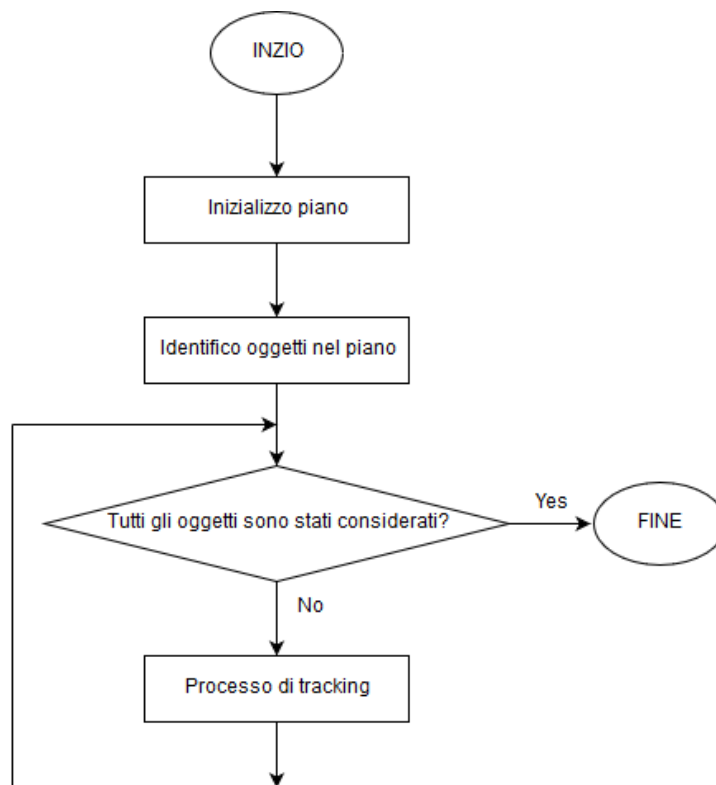 INZIO
Inizializzo piano
Identifico oggetti nel piano
Tutti gli oggetti sono stati considerati?
Yes
FINE
No
Processo di tracking